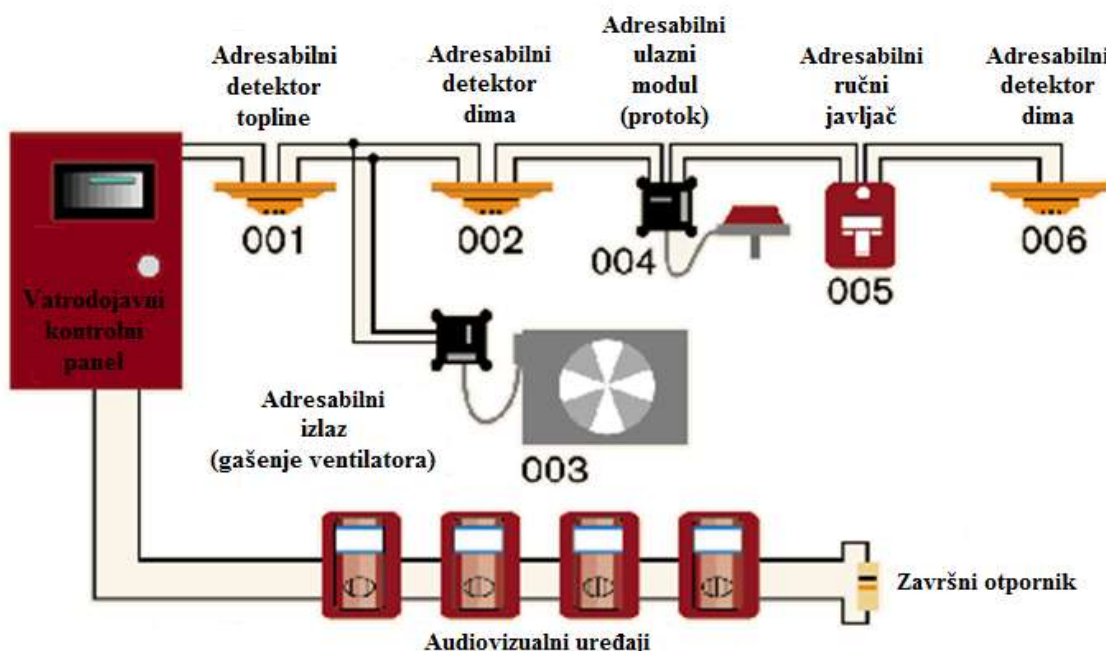 Adresabilni
detektor
topline
Adresabilni
detektor
dima
Adresabilni
ulazni
modul
(protok)
Adresabilni
ručni
javljač
Adresabilni
detektor
dima
001
002
004
005
006
Vatrodojavni
kontrolni
panel
Adresabilni
izlaz
(gašenje ventilatora)
003
Završni otpornik
Audiovizualni uređaji